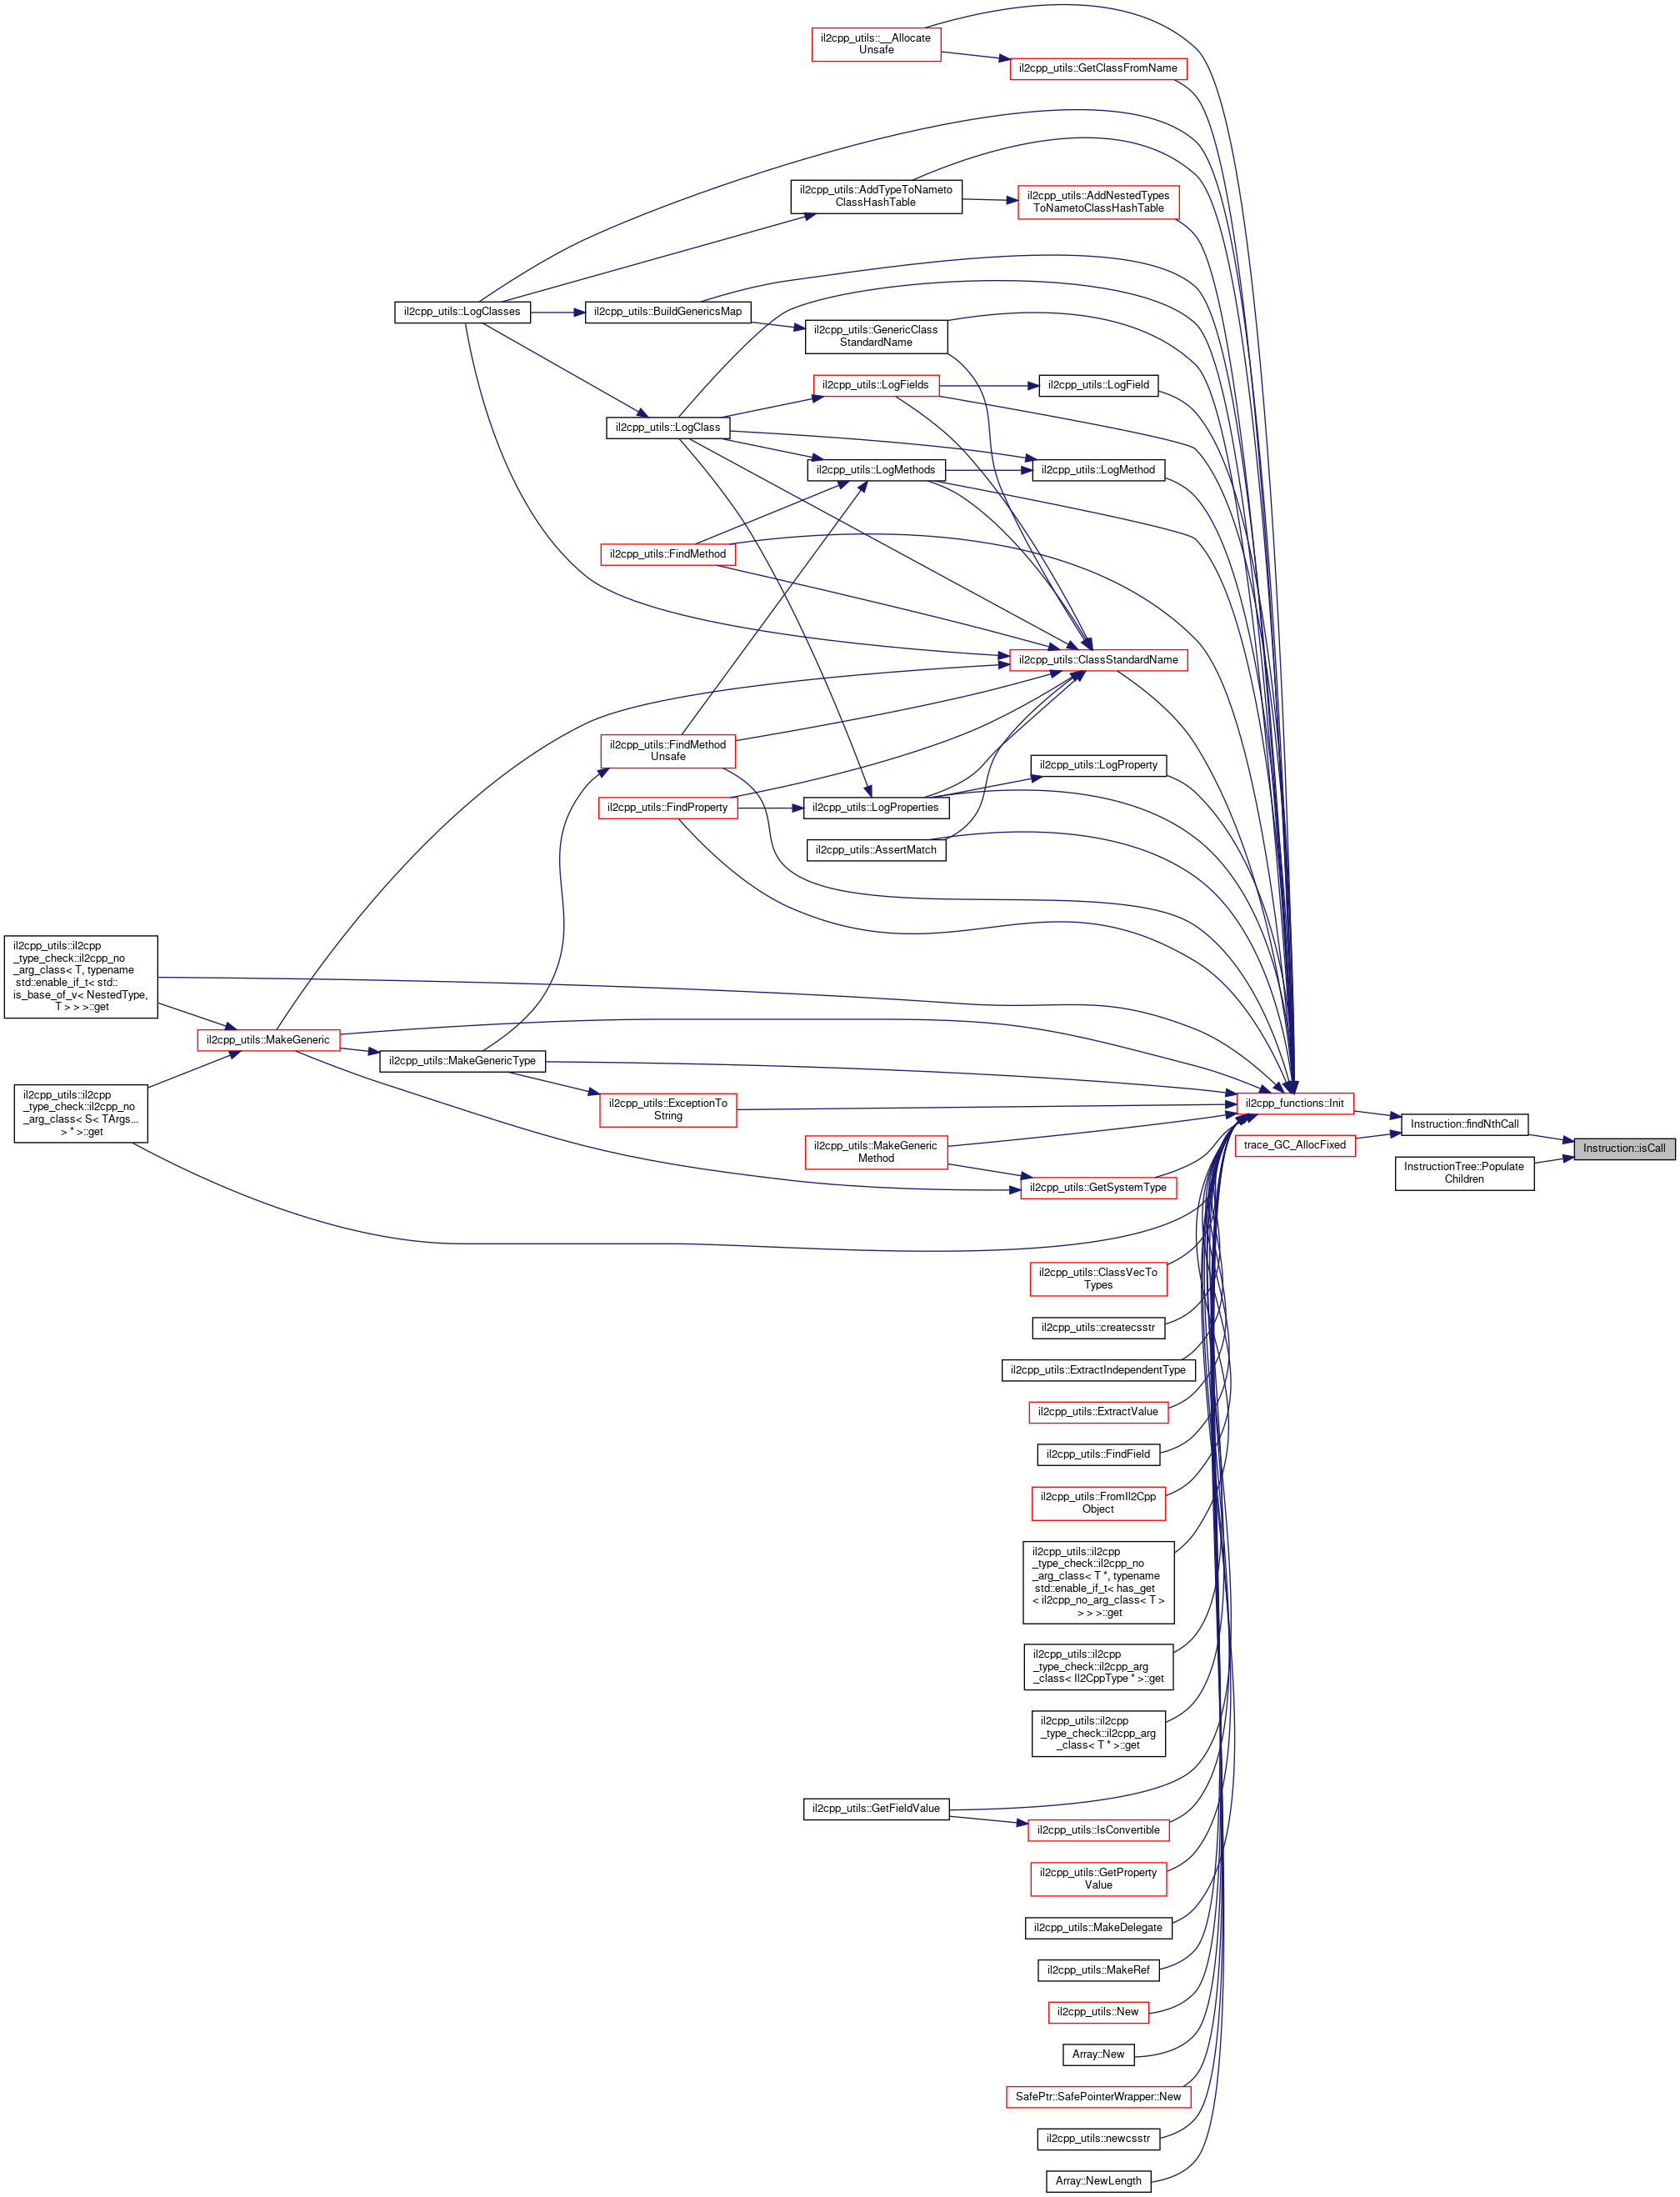 il2cpp_utils::__Allocate
Unsafe
il2cpp_utils::GetClassFromName
il2cpp_utils::AddTypeToNameto
ClassHashTable
il2cpp_utils::AddNestedTypes
ToNametoClassHashTable
il2cpp_utils::LogClasses
il2cpp_utils::BuildGenericsMap
il2cpp_utils::GenericClass
StandardName
il2cpp_utils::LogFields
il2cpp_utils::LogField
il2cpp_utils::LogClass
il2cpp_utils::LogMethods
il2cpp_utils::LogMethod
il2cpp_utils::FindMethod
il2cpp_utils::ClassStandardName
il2cpp_utils::FindMethod
Unsafe
il2cpp_utils::LogProperty
il2cpp_utils::FindProperty
il2cpp_utils::LogProperties
il2cpp_utils::AssertMatch
il2cpp_utils::il2cpp
_type_check::il2cpp_no
_arg_class< T, typename
std::enable_if_t< std::
is_base_of_v< NestedType,
T > > >::get
il2cpp_utils::MakeGeneric
il2cpp_utils::MakeGenericType
il2cpp_utils::il2cpp
_type_check::il2cpp_no
_arg_class< S< TArgs...
> * >::get
il2cpp_utils::ExceptionTo
String
il2cpp_functions::Init
Instruction::findNthCall
Instruction::isCall
il2cpp_utils::MakeGeneric
Method
trace_GC_AllocFixed
InstructionTree::Populate
Children
il2cpp_utils::GetSystemType
il2cpp_utils::ClassVecTo
Types
il2cpp_utils::createcsstr
il2cpp_utils::ExtractIndependentType
il2cpp_utils::ExtractValue
il2cpp_utils::FindField
il2cpp_utils::FromIl2Cpp
Object
il2cpp_utils::il2cpp
_type_check::il2cpp_no
_arg_class< T *, typename
std::enable_if_t< has_get
< il2cpp_no_arg_class< T >
> > >::get
il2cpp_utils::il2cpp
_type_check::il2cpp_arg
_class< Il2CppType * >::get
il2cpp_utils::il2cpp
_type_check::il2cpp_arg
_class< T * >::get
il2cpp_utils::GetFieldValue
il2cpp_utils::IsConvertible
il2cpp_utils::GetProperty
Value
il2cpp_utils::MakeDelegate
il2cpp_utils::MakeRef
il2cpp_utils::New
Array::New
SafePtr::SafePointerWrapper::New
il2cpp_utils::newcsstr
Array::NewLength